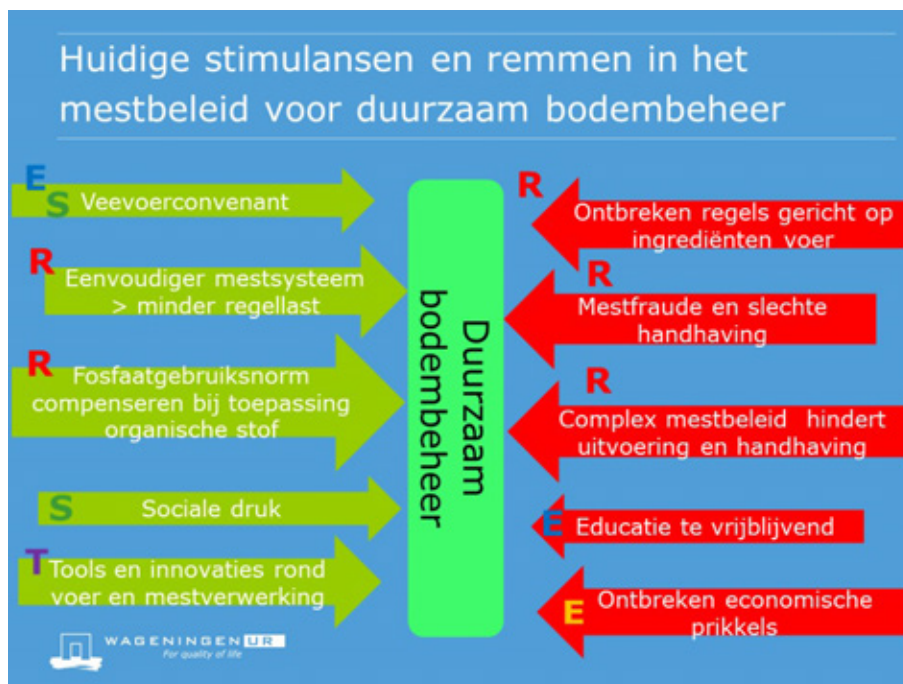 Huidige stimulansen en remmen in het
mestbeleid voor duurzaam bodembeheer
E
S Veevoerconvenant
R
Eenvoudiger mestsysteem
> minder regellast
R
Fosfaatgebruiksnorm
compenseren bij toepassing
organische stof
S Sociale druk
T
Tools en innovaties rond
voer en mestverwerking
Duurzaam
bodembeheer
R
Ontbreken regels gericht op
ingrediënten voer
R
Mestfraude en slechte
handhaving
R
Complex mestbeleid hindert
uitvoering en handhaving
E Educatie te vrijblijvend
E Ontbreken economische
prikkels
WAGENINGEN UR
For quality of life